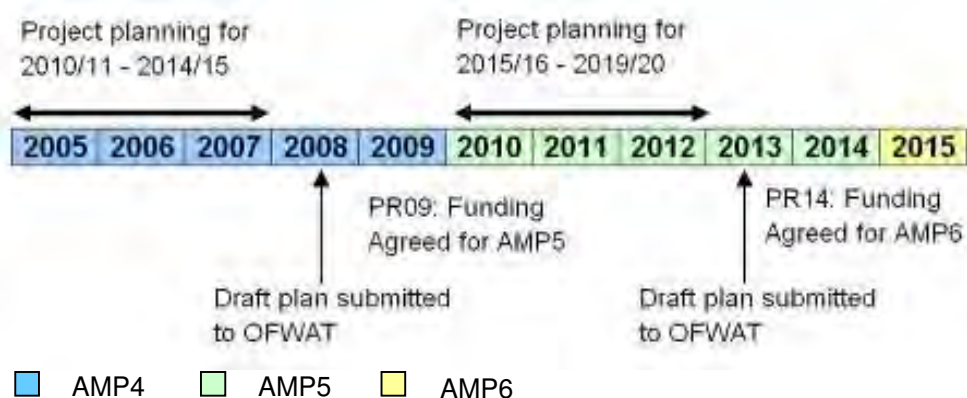 Project planning for
2010/11 - 2014/15
Project planning for
2015/16 - 2019/20
2005 2006 2007 2008 2009 2010 2011 2012 2013 2014 2015
PR09: Funding
Agreed for AMP5
PR14: Funding
Agreed for AMP6
Draft plan submitted
to OFWAT
Draft plan submitted
to OFWAT
AMP4 AMP5 AMP6